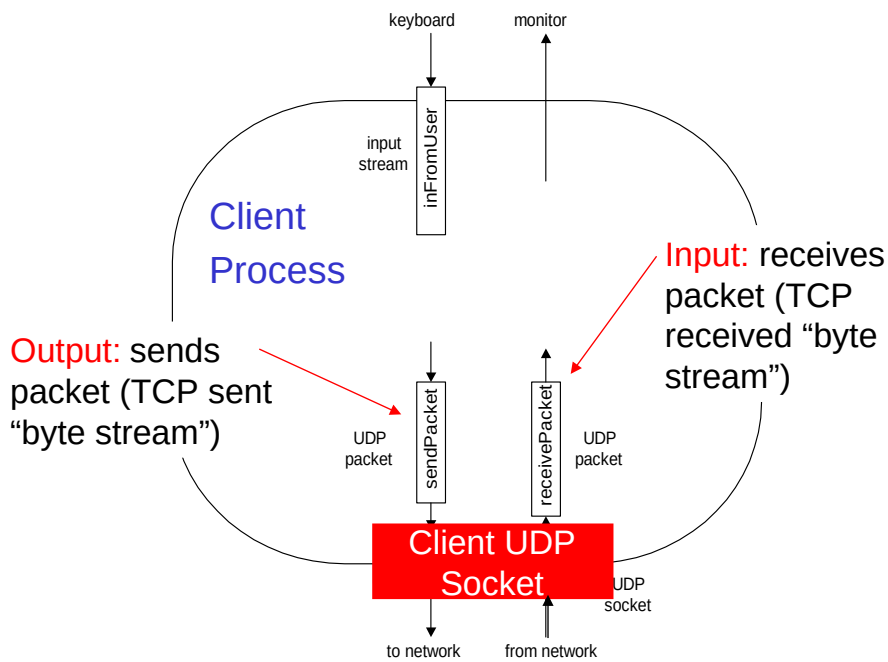 keyboard
monitor
input
stream
inFromUser
Client
Process
Input: receives
packet (TCP
received “byte
stream”)
Output: sends
packet (TCP sent
“byte stream”)
UDP
packet
sendPacket
receivePacket
UDP
packet
Client UDP
Socket
UDP
socket
to network
from network